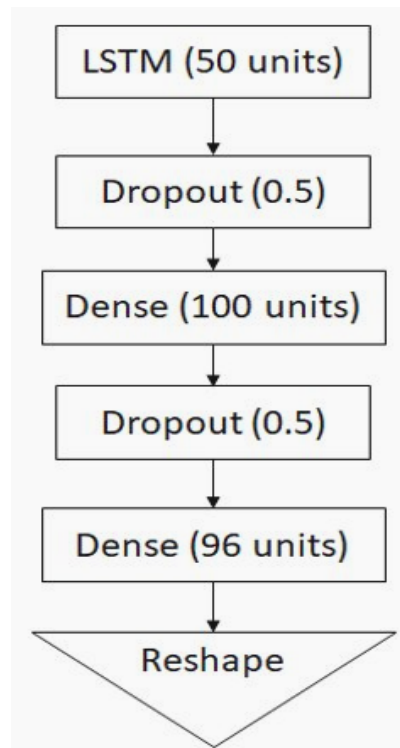 LSTM (50 units)
Dropout (0.5)
Dense (100 units)
Dropout (0.5)
Dense (96 units)
Reshape